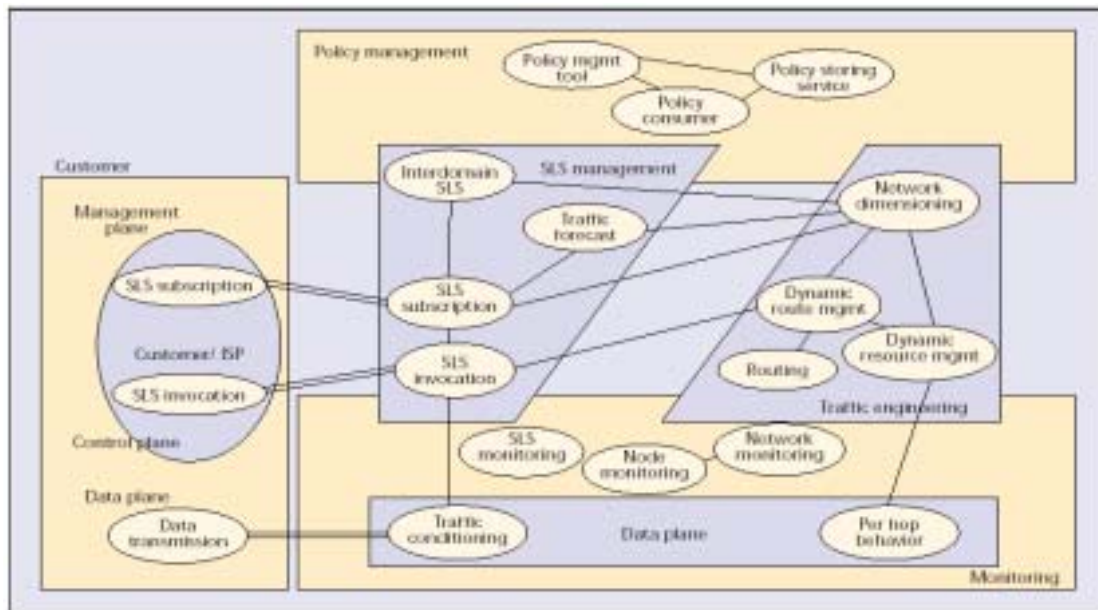 Policy management
Policy mgmt
tool
Policy storing
service
Policy
consumer
Customer
Interdomain
SLS
SLS management
Network
dimensioning
Management
plane
Traffic
forecast
SLS subscription
SLS
subscription
Dynamic
route mgmt
Customer/ ISP
SLS
invocation
Dynamic
resource mgmt
Routing
SLS invocation
Traffic engineering
Control plane
SLS
monitoring
Node
monitoring
Network
monitoring
Data plane
Data
transmission
Traffic
conditioning
Data plane
Per hop
behavior
Monitoring